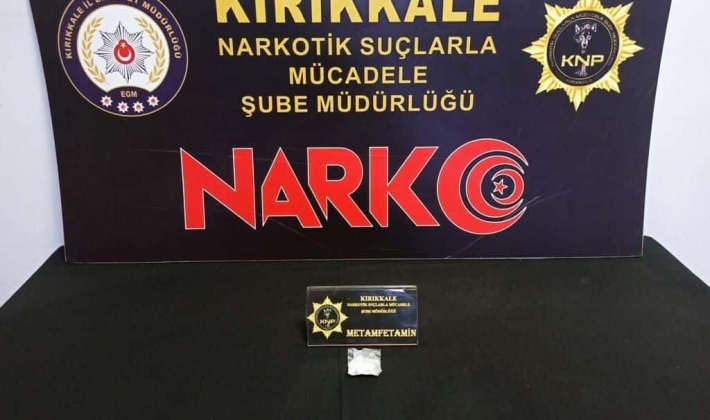 KIRIKKALE
NARKOTİK SUÇLARLA
MÜCADELE
ŞUBE MÜDÜRLÜĞÜ
KIRIKKALE İL EMNİYET MÜDÜRLÜĞÜ
EGM
KNP
NARKO
KIRIKKALE
NARKOTİK SUÇLARLA MÜCADELE
ŞUBE MÜDÜRLÜĞÜ
KNP
METAMFETAMİN